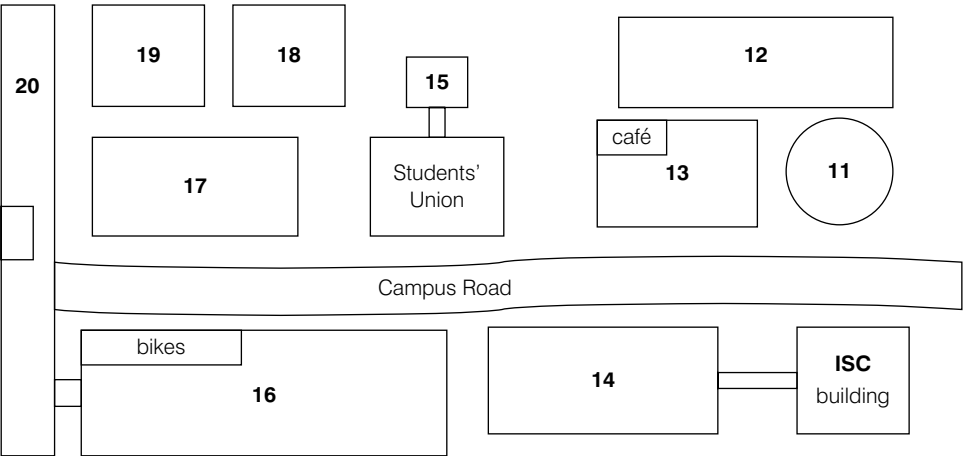 19
18
12
20
15
café
13
11
17
Students’
Union
Campus Road
bikes
16
14
ISC
building